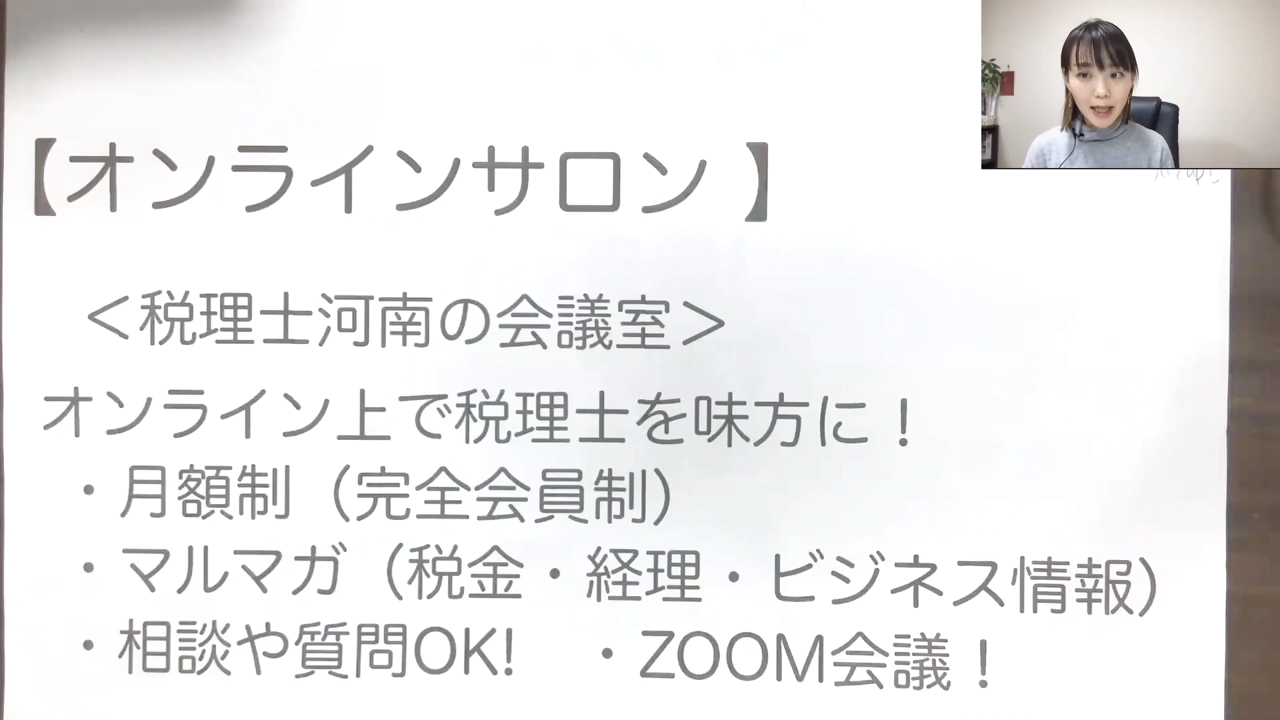 【オンラインサロン 】
＜税理士河南の会議室＞
オンライン上で税理士を味方に！
・月額制（完全会員制）
・マルマガ（税金・経理・ビジネス情報）
・相談や質問OK!　・ZOOM会議！